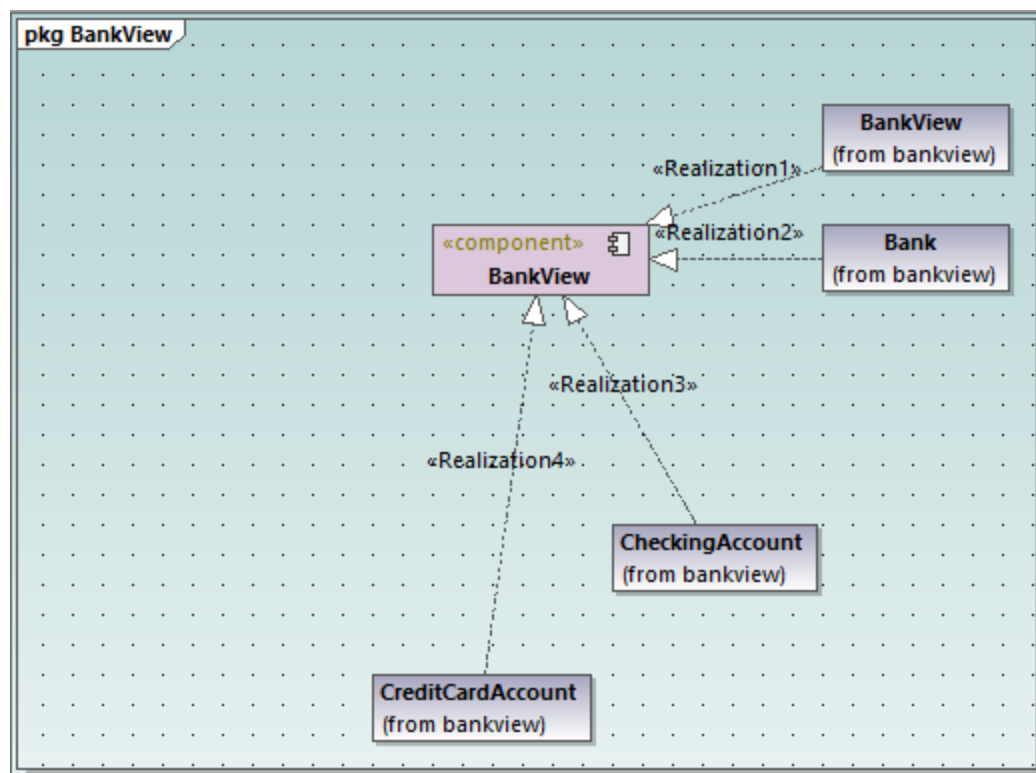 pkg BankView
BankView
(from bankview)
«Realization1»
«Realization2»
«component»
BankView
Bank
(from bankview)
«Realization3»
«Realization4»
CheckingAccount
(from bankview)
CreditCardAccount
(from bankview)